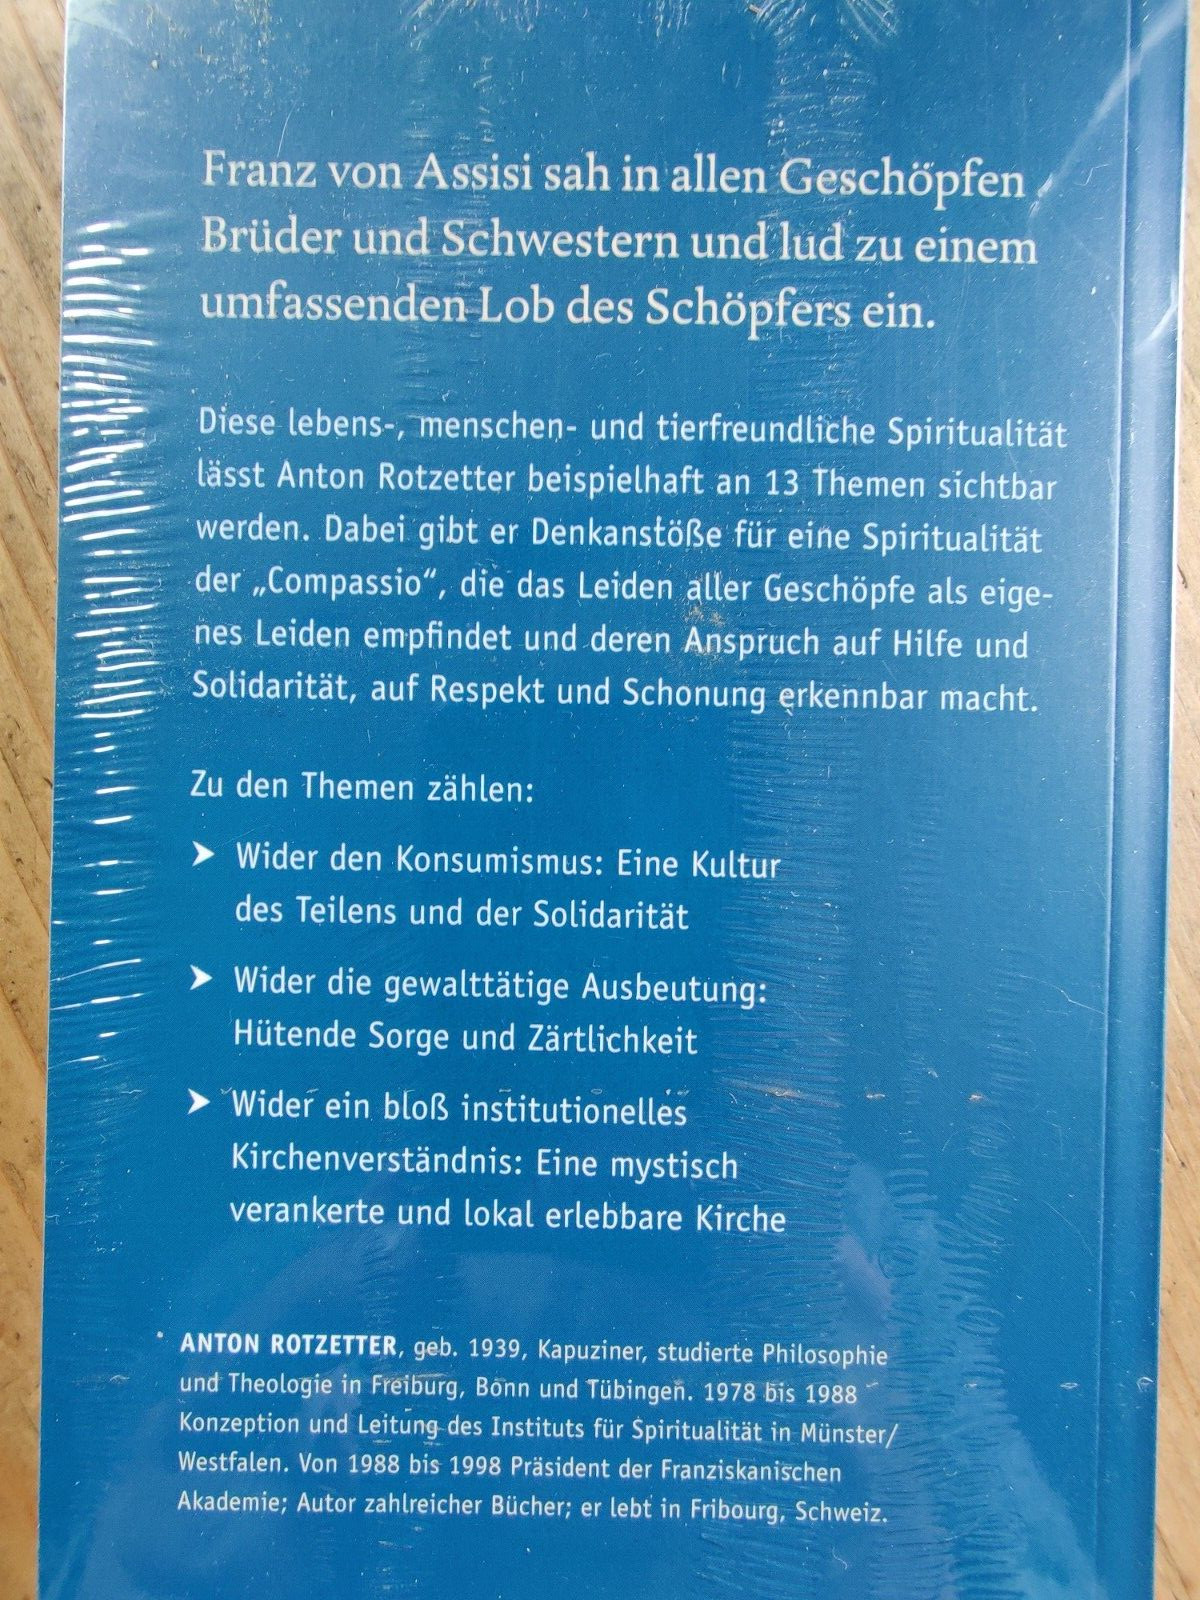 Franz von Assisi sah in allen Geschöpfen
Brüder und Schwestern und lud zu einem
umfassenden Lob des Schöpfers ein.
Diese lebens-, menschen- und tierfreundliche Spiritualität
lässt Anton Rotzetter beispielhaft an 13 Themen sichtbar
werden. Dabei gibt er Denkanstöße für eine Spiritualität
der „Compassio“, die das Leiden aller Geschöpfe als eige-
nes Leiden empfindet und deren Anspruch auf Hilfe und
Solidarität, auf Respekt und Schonung erkennbar macht.
Zu den Themen zählen:
➤ Wider den Konsumismus: Eine Kultur
des Teilens und der Solidarität
➤ Wider die gewalttätige Ausbeutung:
Hütende Sorge und Zärtlichkeit
➤ Wider ein bloß institutionelles
Kirchenverständnis: Eine mystisch
verankerte und lokal erlebbare Kirche
ANTON ROTZETTER, geb. 1939, Kapuziner, studierte Philosophie
und Theologie in Freiburg, Bonn und Tübingen. 1978 bis 1988
Konzeption und Leitung des Instituts für Spiritualität in Münster/
Westfalen. Von 1988 bis 1998 Präsident der Franziskanischen
Akademie; Autor zahlreicher Bücher; er lebt in Fribourg, Schweiz.